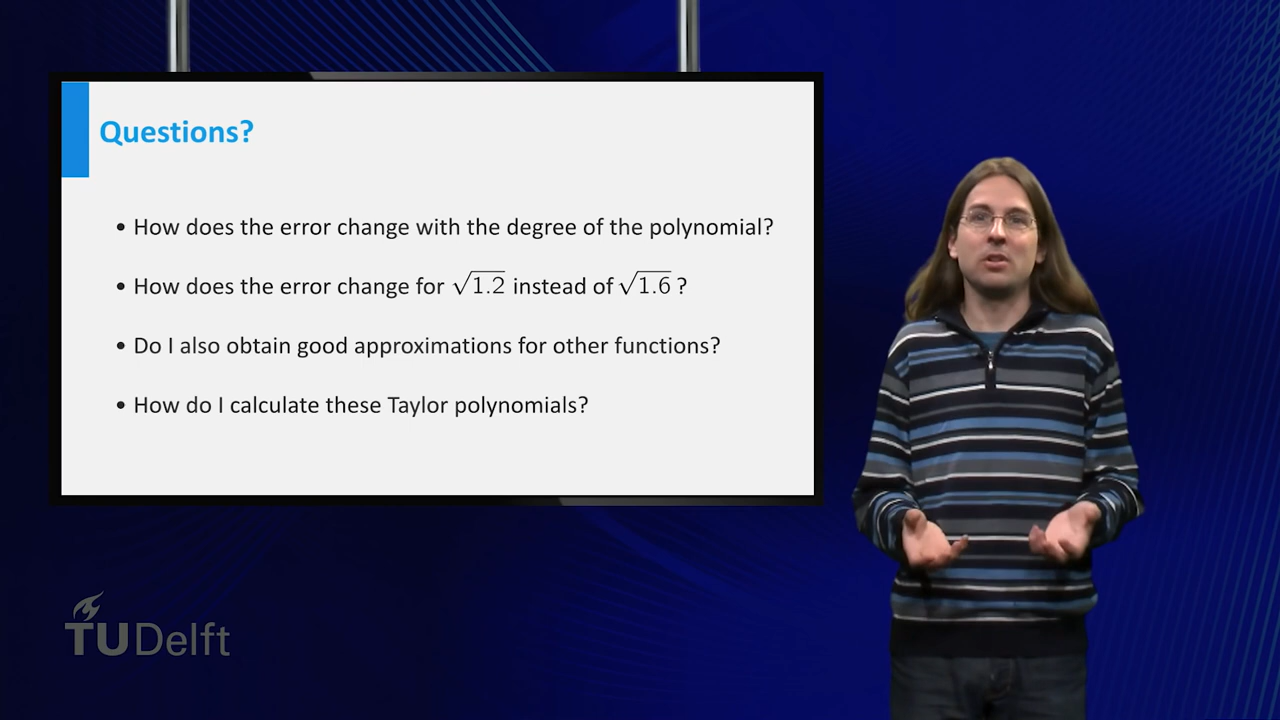 Questions?
• How does the error change with the degree of the polynomial?
• How does the error change for √1.2 instead of √1.6 ?
• Do I also obtain good approximations for other functions?
• How do I calculate these Taylor polynomials?
TUDelft